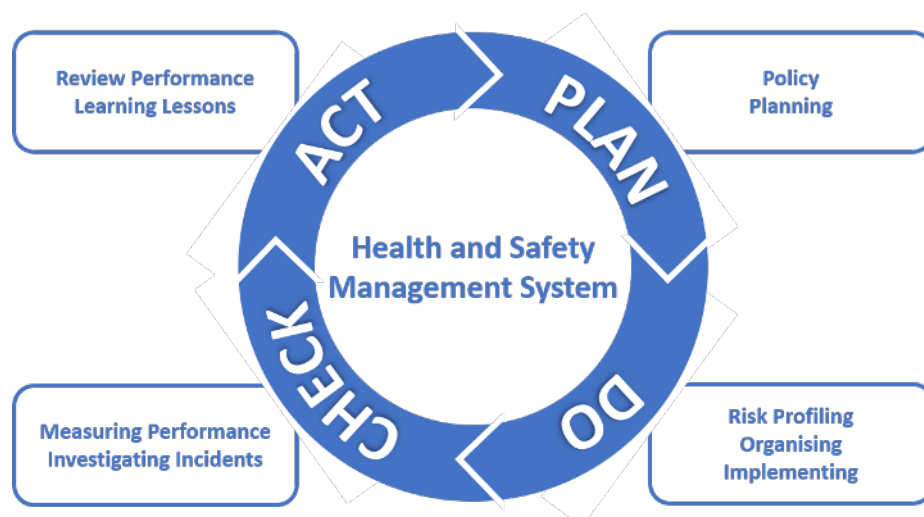 Review Performance
Learning Lessons
Policy
Planning
ACT
PLAN
Health and Safety
Management System
CHECK
DO
Measuring Performance
Investigating Incidents
Risk Profiling
Organising
Implementing